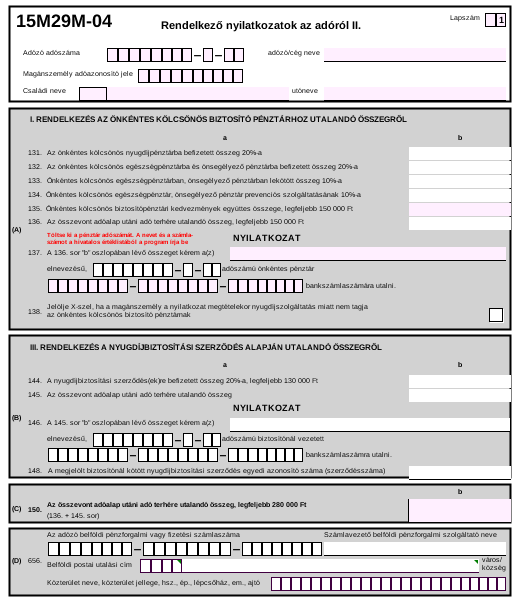 15M29M-04
Rendelkező nyilatkozatok az adóról II.
Lapszám 1
Adózó adószáma
adózó/cég neve
Magánszemély adóazonosító jele
Családi neve
utóneve
I. RENDELKEZÉS AZ ÖNKÉNTES KÖLCSÖNÖS BIZTOSÍTÓ PÉNZTÁRHOZ UTALANDÓ ÖSSZEGRŐL
a b
131. Az önkéntes kölcsönös nyugdíjpénztárba befizetett összeg 20%-a
132. Az önkéntes kölcsönös egészségpénztárba és önsegélyező pénztárba befizetett összeg 20%-a
133. Önkéntes kölcsönös egészségpénztárban, önsegélyező pénztárban lekötött összeg 10%-a
134. Önkéntes kölcsönös egészségpénztár, önsegélyező pénztár prevenciós szolgáltatásának 10%-a
135. Önkéntes kölcsönös biztosítópénztári kedvezmények együttes összege, legfeljebb 150 000 Ft
136. Az összevont adóalap utáni adó terhére utalandó összeg, legfeljebb 150 000 Ft
(A)
Töltse ki a pénztár adószámát. A nevet és a számla-
számot a hivatalos értéklistából a program írja be
NYILATKOZAT
137. A 136. sor "b" oszlopában lévő összeget kérem a(z)
elnevezésű, adószámú önkéntes pénztár
bankszámlaszámára utalni.
138. Jelölje X-szel, ha a magánszemély a nyilatkozat megtételekor nyugdíjszolgáltatás miatt nem tagja
az önkéntes kölcsönös biztosító pénztárnak
III. RENDELKEZÉS A NYUGDÍJBIZTOSÍTÁSI SZERZŐDÉS ALAPJÁN UTALANDÓ ÖSSZEGRŐL
a b
144. A nyugdíjbiztosítási szerződés(ek)re befizetett összeg 20%-a, legfeljebb 130 000 Ft
145. Az összevont adóalap utáni adó terhére utalandó összeg
NYILATKOZAT
(B)
146. A 145. sor "b" oszlopában lévő összeget kérem a(z)
elnevezésű, adószámú biztosítónál vezetett
bankszámlaszámra utalni.
148. A megjelölt biztosítónál kötött nyugdíjbiztosítási szerződés egyedi azonosító száma (szerződésszáma)
b
(C) 150. Az összevont adóalap utáni adó terhére utalandó összeg, legfeljebb 280 000 Ft
(136. + 145. sor)
Az adózó belföldi pénzforgalmi vagy fizetési számlaszáma
Számlavezető belföldi pénzforgalmi szolgáltató neve
(D) 656.
Belföldi postai utalási cím
város/
község
Közterület neve, közterület jellege, hsz., ép., lépcsőház, em., ajtó